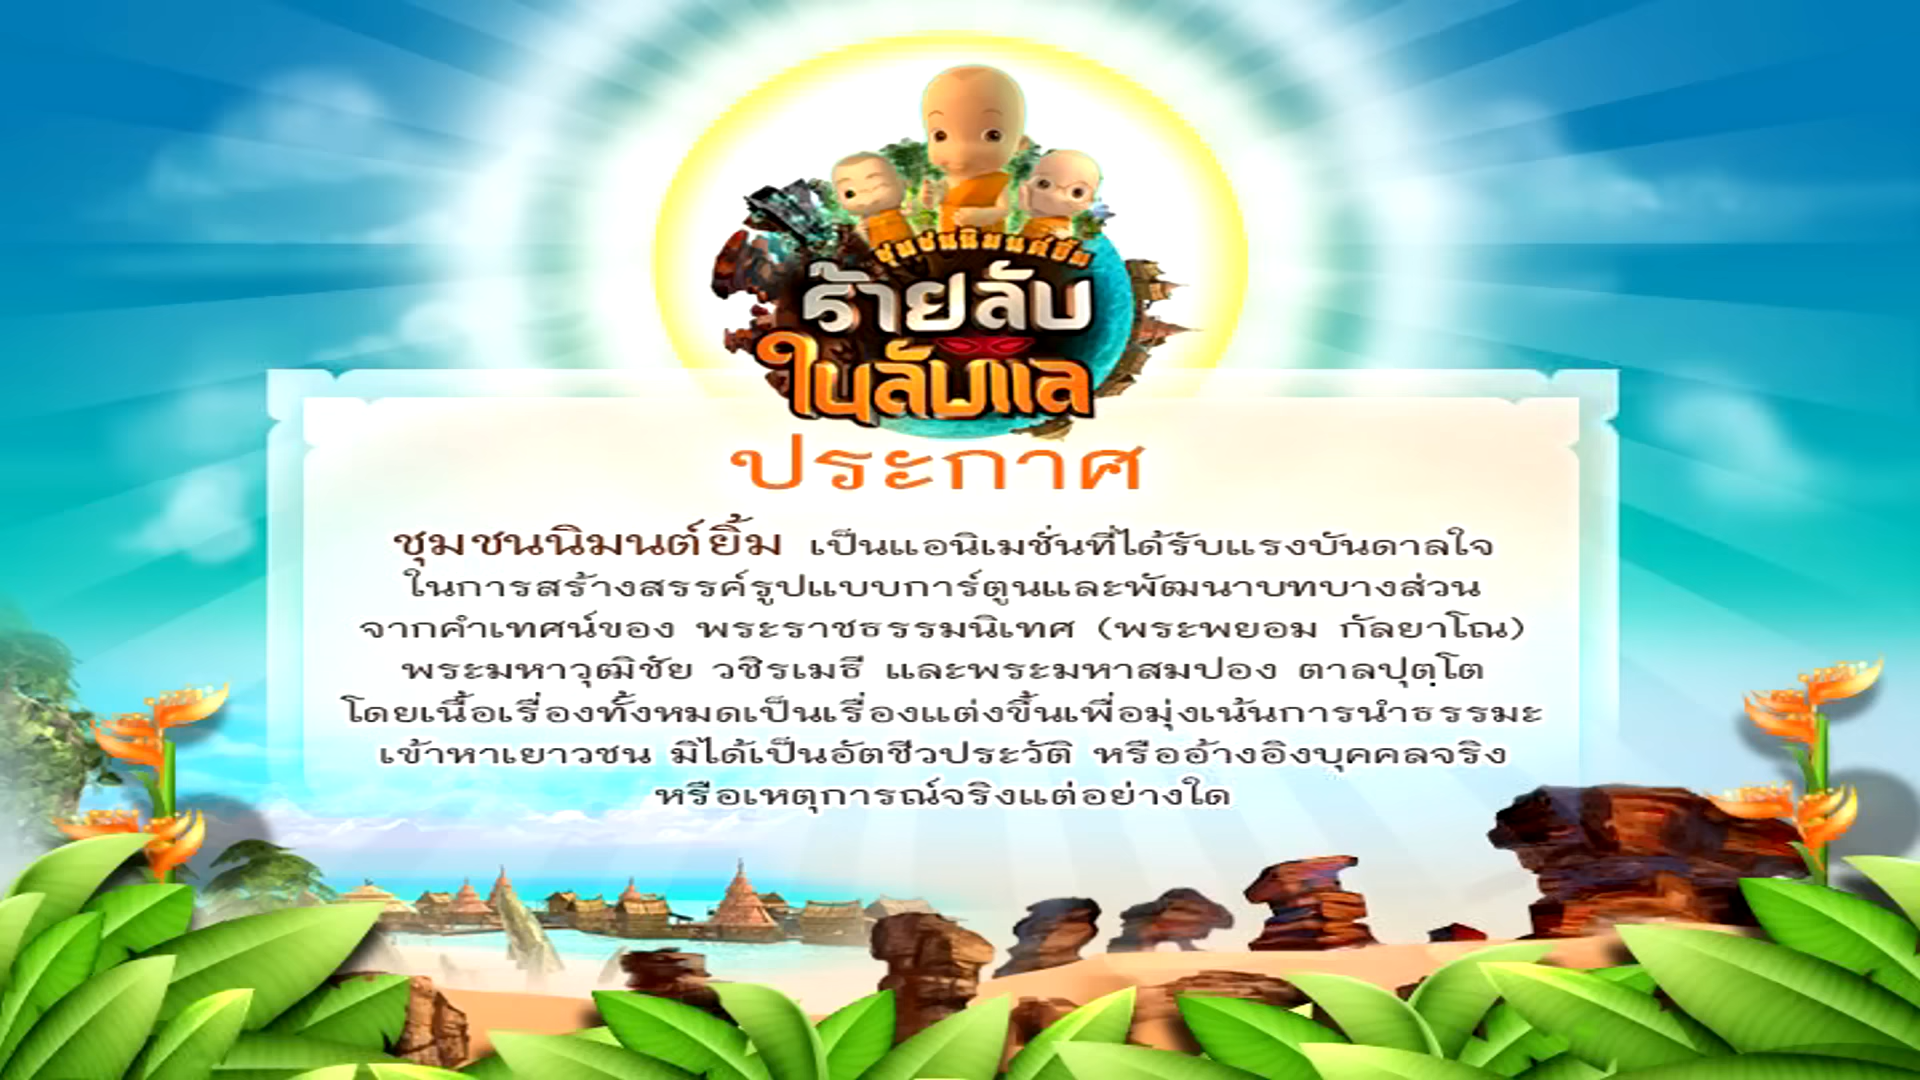 ชุมชนนิมนต์ยิ้ม
ร้ายลับ
ในลับแล
ประกาศ
ชุมชนนิมนต์ยิ้ม เป็นแอนิเมชั่นที่ได้รับแรงบันดาลใจ
ในการสร้างสรรค์รูปแบบการ์ตูนและพัฒนาบทบางส่วน
จากคำเทศน์ของ พระราชธรรมนิเทศ (พระพยอม กัลยาโณ)
พระมหาวุฒิชัย วชิรเมธี และพระมหาสมปอง ตาลปุตฺโต
โดยเนื้อเรื่องทั้งหมดเป็นเรื่องแต่งขึ้นเพื่อมุ่งเน้นการนำธรรมะ
เข้าหาเยาวชน มิได้เป็นอัตชีวประวัติ หรืออ้างอิงบุคคลจริง
หรือเหตุการณ์จริงแต่อย่างใด